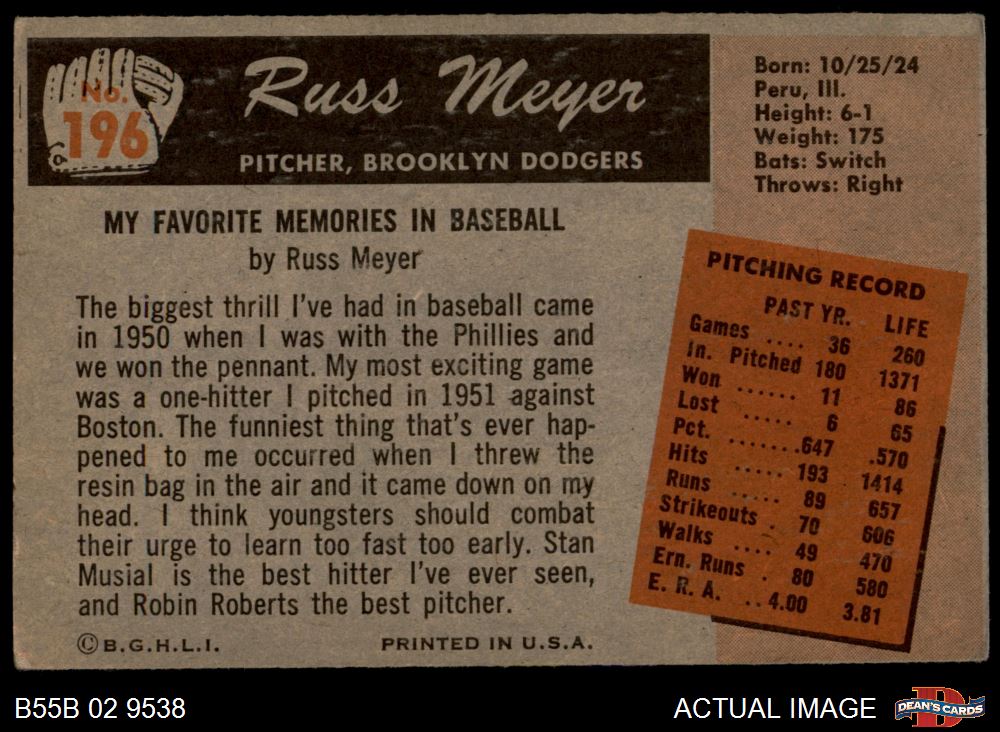 No.
196
Russ Meyer
PITCHER, BROOKLYN DODGERS
Born: 10/25/24
Peru, Ill.
Height: 6-1
Weight: 175
Bats: Switch
Throws: Right
MY FAVORITE MEMORIES IN BASEBALL
by Russ Meyer
The biggest thrill I've had in baseball came
in 1950 when I was with the Phillies and
we won the pennant. My most exciting game
was a one-hitter I pitched in 1951 against
Boston. The funniest thing that's ever hap-
pened to me occurred when I threw the
resin bag in the air and it came down on my
head. I think youngsters should combat
their urge to learn too fast too early. Stan
Musial is the best hitter I've ever seen,
and Robin Roberts the best pitcher.
©B.G.H.L.I. PRINTED IN U.S.A.
PITCHING RECORD
PAST YR. LIFE
Games .... 36 260
In. Pitched 180 1371
Won ...... 11 86
Lost ..... 6 65
Pct. .......647 .570
Hits ..... 193 1414
Runs ..... 89 657
Strikeouts . 70 606
Walks .... 49 470
Ern. Runs . 80 580
E. R. A. ..4.00 3.81
B55B 02 9538
ACTUAL IMAGE
DEAN'S CARDS